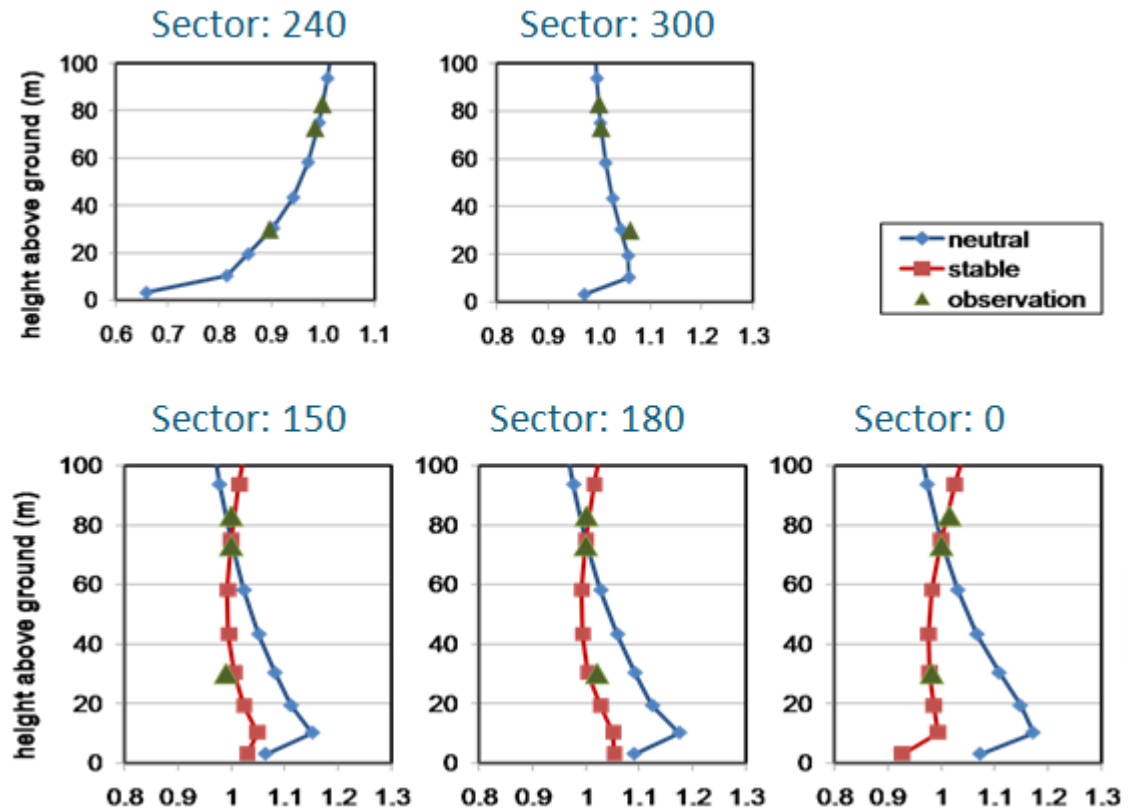 Sector: 240
Sector: 300
height above ground (m)
100
80
60
40
20
0
0.6 0.7 0.8 0.9 1.0 1.1
100
80
60
40
20
0
0.8 0.9 1.0 1.1 1.2 1.3
neutral
stable
observation
Sector: 150
Sector: 180
Sector: 0
height above ground (m)
100
80
60
40
20
0
0.8 0.9 1 1.1 1.2 1.3
100
80
60
40
20
0
0.8 0.9 1 1.1 1.2 1.3
100
80
60
40
20
0
0.8 0.9 1 1.1 1.2 1.3